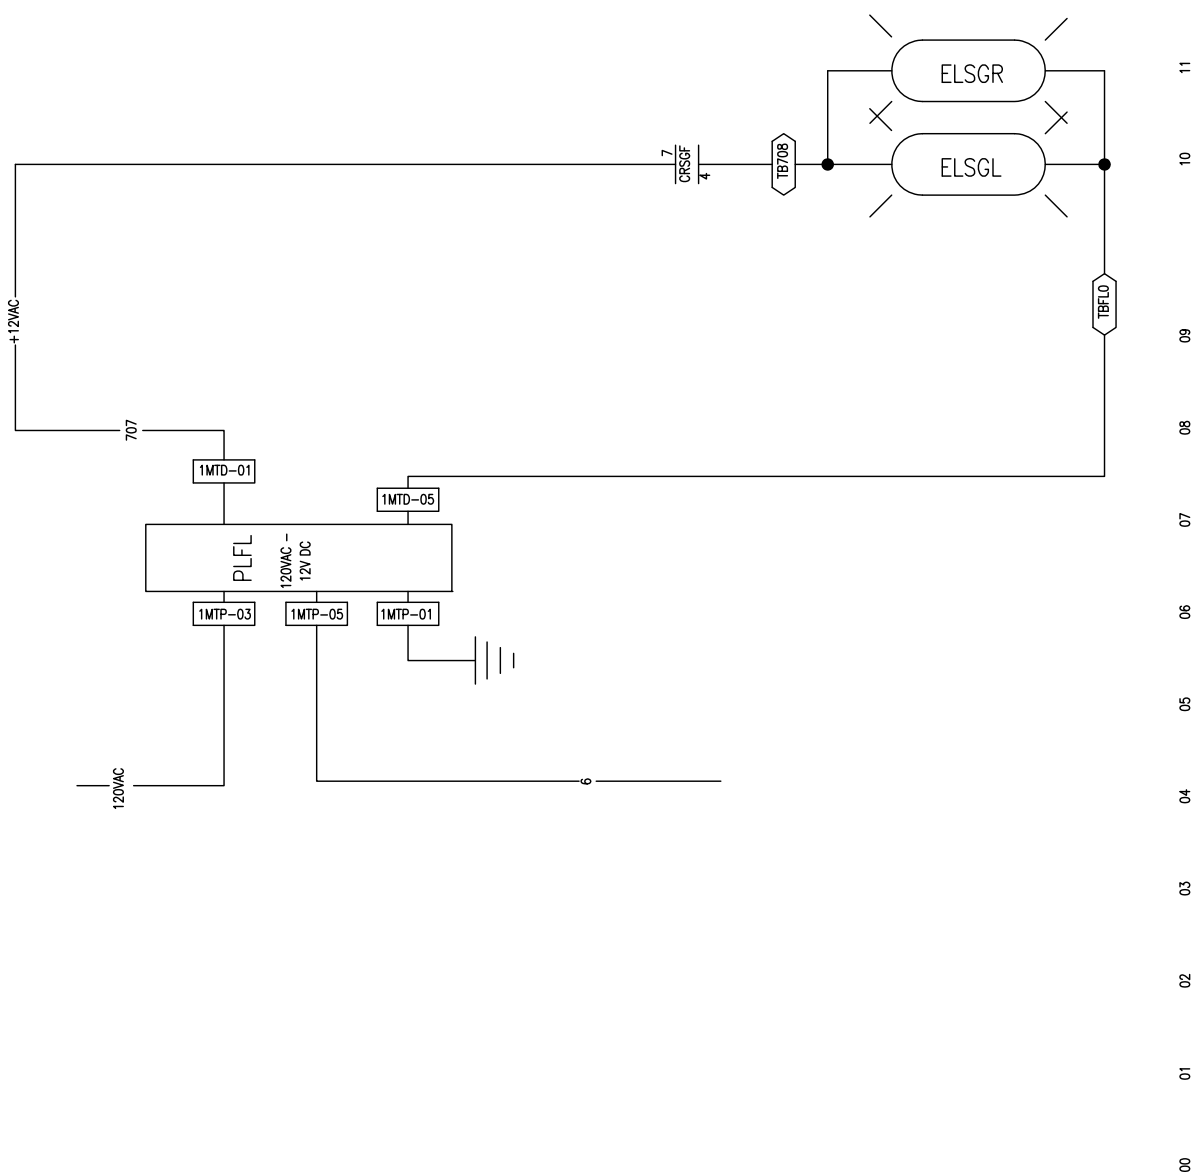 ELSGR
11
7
CRSGF
4
TB708
ELSGL
10
+12VAC
TBFLO
09
707
08
1MTD-01
1MTD-05
07
PLFL
120VAC -
12V DC
1MTP-03
1MTP-05
1MTP-01
06
05
120VAC
6
04
03
02
01
00